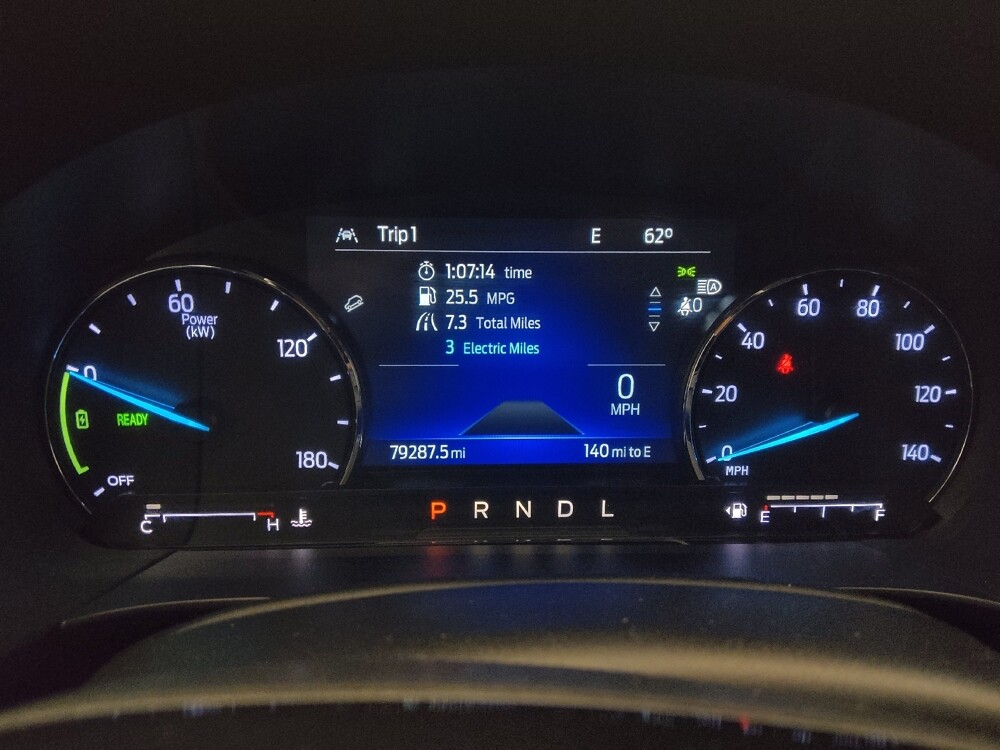 Trip 1 E 62º
1:07:14 time
25.5 MPG
7.3 Total Miles
3 Electric Miles
0
MPH
79287.5 mi 140 mi to E
OFF 0 60 120 180
Power
(kW)
READY
0 20 40 60 80 100 120 140
MPH
A
C H
P R N D L
E F